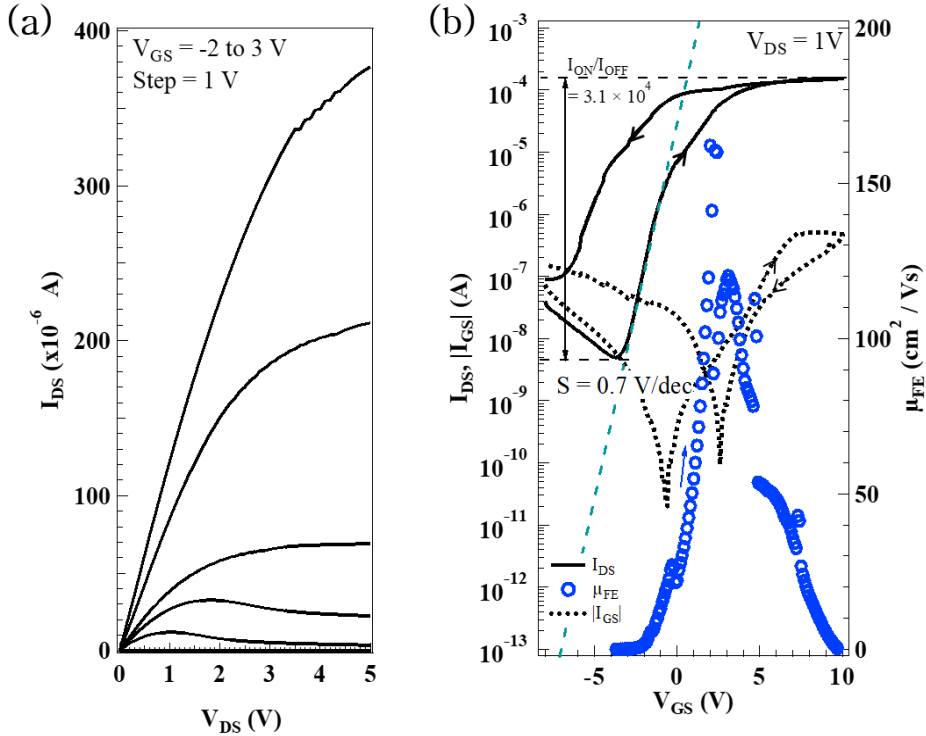 (a)
V_GS = -2 to 3 V
Step = 1 V
400
300
200
100
0
I_DS (x10^-6 A)
0 1 2 3 4 5
V_DS (V)
(b)
V_DS = 1V
I_ON/I_OFF
= 3.1 × 10^4
S = 0.7 V/dec
I_DS
μ_FE
|I_GS|
10^-3
10^-4
10^-5
10^-6
10^-7
10^-8
10^-9
10^-10
10^-11
10^-12
10^-13
I_DS, |I_GS| (A)
-5 0 5 10
V_GS (V)
200
150
100
50
0
μ_FE (cm^2 / Vs)